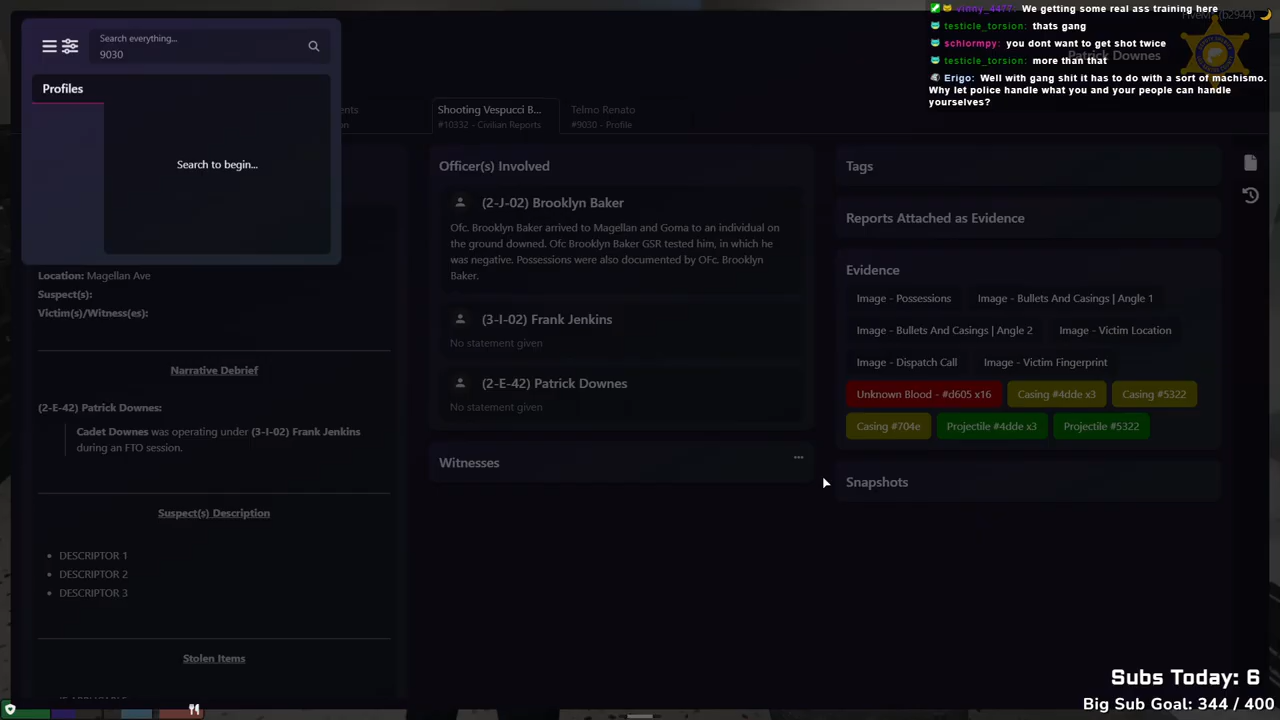 Search everything...
9030
Profiles
Search to begin...
Shooting Vespucci B...
#10332 - Civilian Reports
Telmo Renato
#9030 - Profile
Patrick Downes
vinny_4477: We getting some real ass training here
testicle_torsion: thats gang
schlormpy: you dont want to get shot twice
testicle_torsion: more than that
Erigo: Well with gang shit it has to do with a sort of machismo.
Why let police handle what you and your people can handle
yourselves?
Location: Magellan Ave
Suspect(s):
Victim(s)/Witness(es):
Narrative Debrief
(2-E-42) Patrick Downes:
Cadet Downes was operating under (3-I-02) Frank Jenkins
during an FTO session.
Suspect(s) Description
DESCRIPTOR 1
DESCRIPTOR 2
DESCRIPTOR 3
Stolen Items
Officer(s) Involved
(2-J-02) Brooklyn Baker
Ofc. Brooklyn Baker arrived to Magellan and Goma to an individual on
the ground downed. Ofc Brooklyn Baker GSR tested him, in which he
was negative. Possessions were also documented by OFc. Brooklyn
Baker.
(3-I-02) Frank Jenkins
No statement given
(2-E-42) Patrick Downes
No statement given
Witnesses
Tags
Reports Attached as Evidence
Evidence
Image - Possessions
Image - Bullets And Casings | Angle 1
Image - Bullets And Casings | Angle 2
Image - Victim Location
Image - Dispatch Call
Image - Victim Fingerprint
Unknown Blood - #d605 x16
Casing #4dde x3
Casing #5322
Casing #704e
Projectile #4dde x3
Projectile #5322
Snapshots
Subs Today: 6
Big Sub Goal: 344 / 400